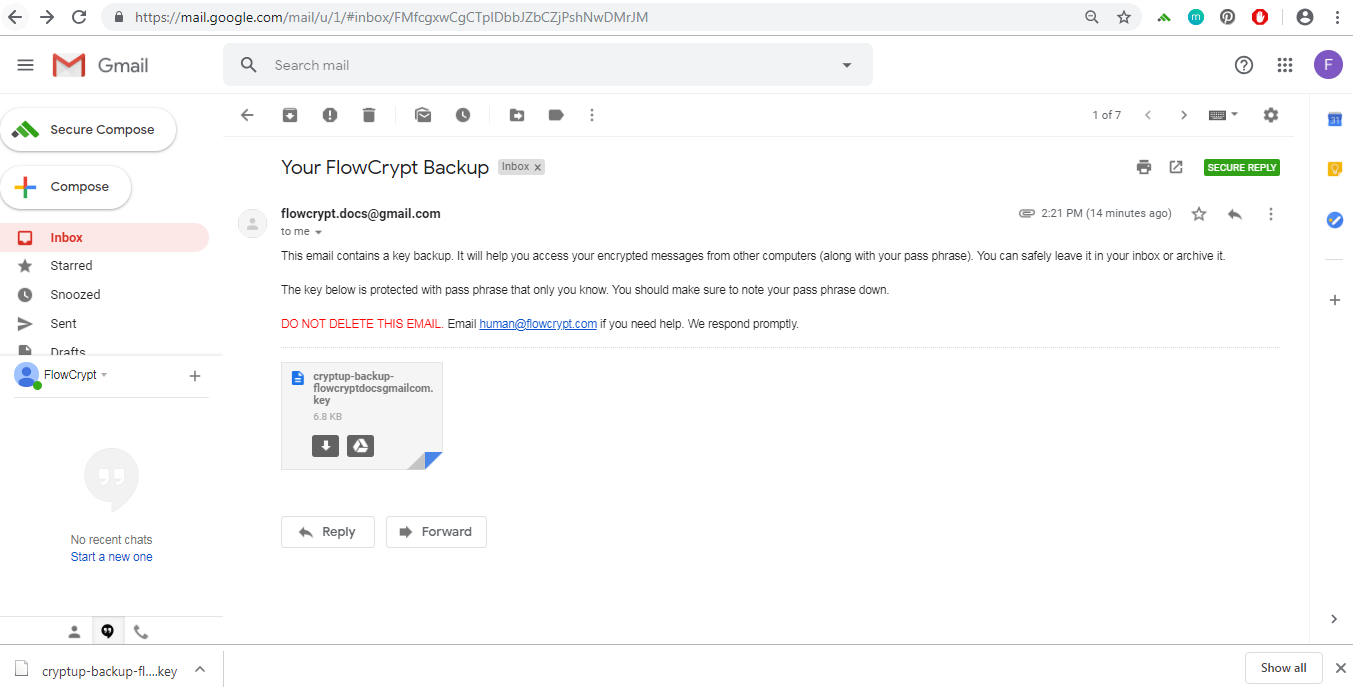 https://mail.google.com/mail/u/1/#inbox/FMfcgxwCgCTpIDbbJZbCZjPshNwDMrJM
m
Gmail
Search mail
F
Secure Compose
1 of 7
31
Compose
Your FlowCrypt Backup Inbox x
SECURE REPLY
Inbox
Starred
Snoozed
Sent
Drafts
flowcrypt.docs@gmail.com
2:21 PM (14 minutes ago)
to me
This email contains a key backup. It will help you access your encrypted messages from other computers (along with your pass phrase). You can safely leave it in your inbox or archive it.
The key below is protected with pass phrase that only you know. You should make sure to note your pass phrase down.
DO NOT DELETE THIS EMAIL. Email human@flowcrypt.com if you need help. We respond promptly.
FlowCrypt
cryptup-backup-
flowcryptdocsgmailcom.
key
6.8 KB
Reply
Forward
No recent chats
Start a new one
cryptup-backup-fl....key
Show all